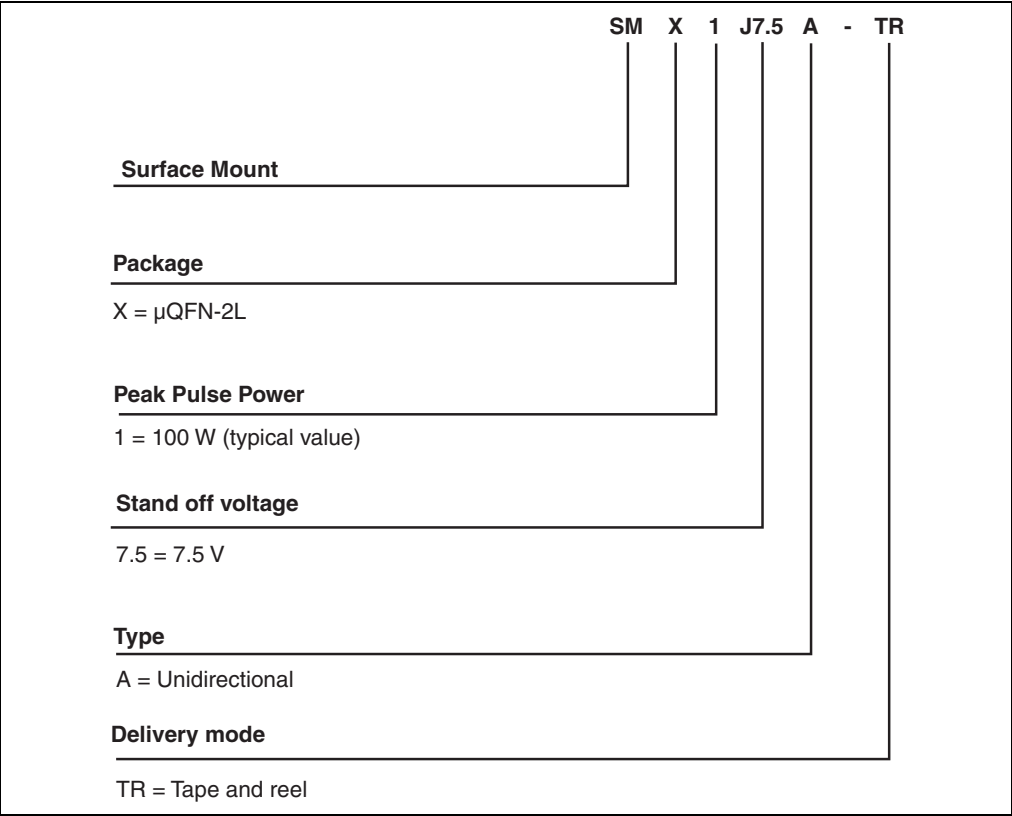 SM X 1 J7.5 A - TR
Surface Mount
Package
X = µQFN-2L
Peak Pulse Power
1 = 100 W (typical value)
Stand off voltage
7.5 = 7.5 V
Type
A = Unidirectional
Delivery mode
TR = Tape and reel